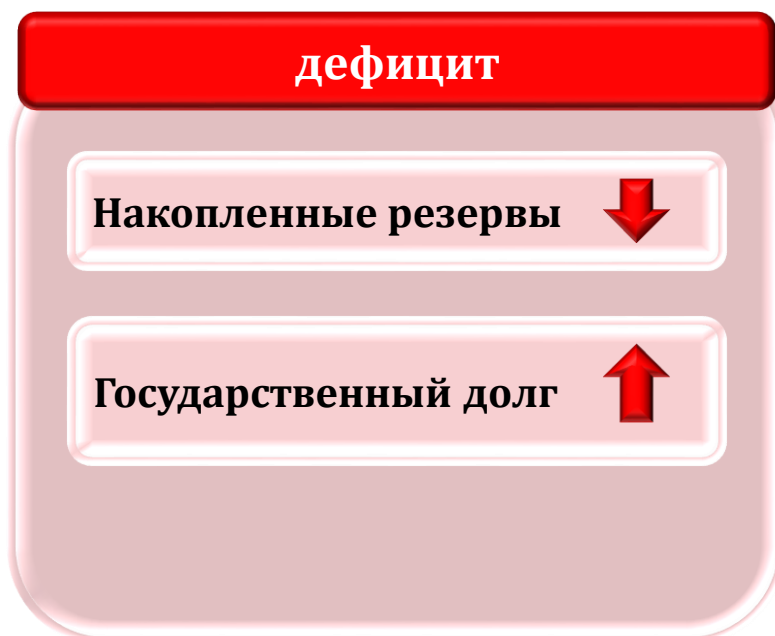 дефицит
Накопленные резервы
Государственный долг